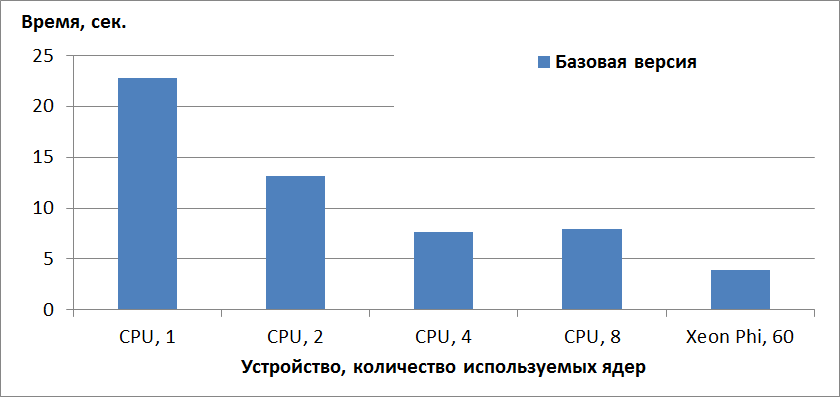 Время, сек.
25
20
15
10
5
0
Базовая версия
CPU, 1
CPU, 2
CPU, 4
CPU, 8
Xeon Phi, 60
Устройство, количество используемых ядер